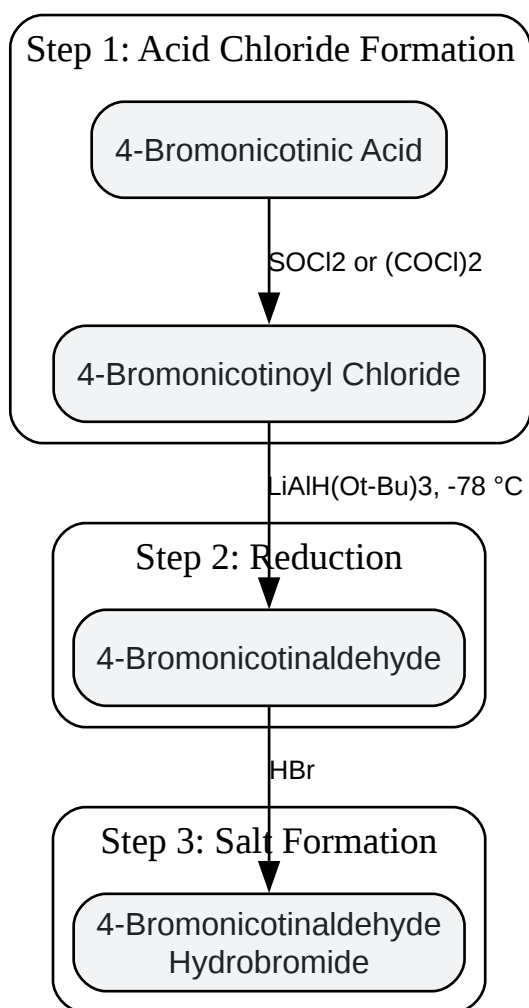 Step 1: Acid Chloride Formation
4-Bromonicotinic Acid
SOCl2 or (COCl)2
4-Bromonicotinoyl Chloride
LiAlH(Ot-Bu)3, -78 °C
Step 2: Reduction
4-Bromonicotinaldehyde
HBr
Step 3: Salt Formation
4-Bromonicotinaldehyde
Hydrobromide